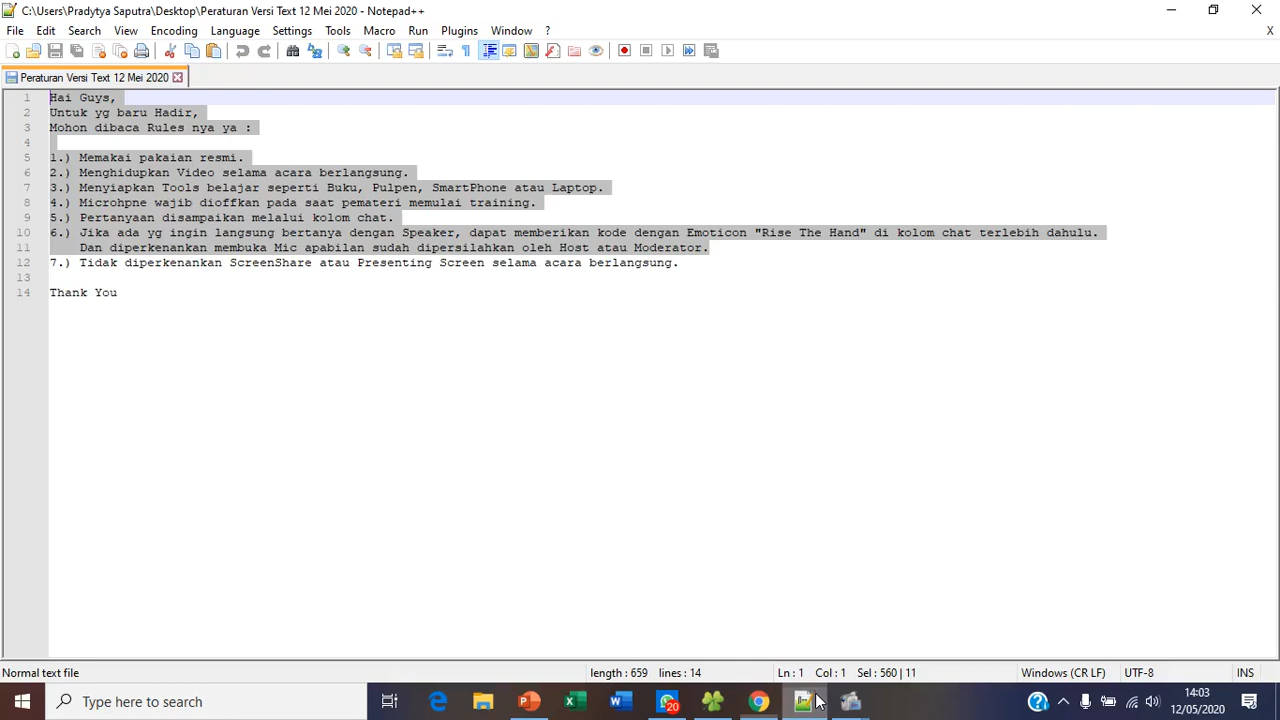 C:\Users\Pradytya Saputra\Desktop\Peraturan Versi Text 12 Mei 2020 - Notepad++
File Edit Search View Encoding Language Settings Tools Macro Run Plugins Window ? X
Peraturan Versi Text 12 Mei 2020
1 Hai Guys,
2 Untuk yg baru Hadir,
3 Mohon dibaca Rules nya ya :
4
5 1.) Memakai pakaian resmi.
6 2.) Menghidupkan Video selama acara berlangsung.
7 3.) Menyiapkan Tools belajar seperti Buku, Pulpen, SmartPhone atau Laptop.
8 4.) Microhpne wajib dioffkan pada saat pemateri memulai training.
9 5.) Pertanyaan disampaikan melalui kolom chat.
10 6.) Jika ada yg ingin langsung bertanya dengan Speaker, dapat memberikan kode dengan Emoticon "Rise The Hand" di kolom chat terlebih dahulu.
11 Dan diperkenankan membuka Mic apabilan sudah dipersilahkan oleh Host atau Moderator.
12 7.) Tidak diperkenankan ScreenShare atau Presenting Screen selama acara berlangsung.
13
14 Thank You
Normal text file length : 659 lines : 14 Ln : 1 Col : 1 Sel : 560 | 11 Windows (CR LF) UTF-8 INS
Type here to search 20 14:03
12/05/2020